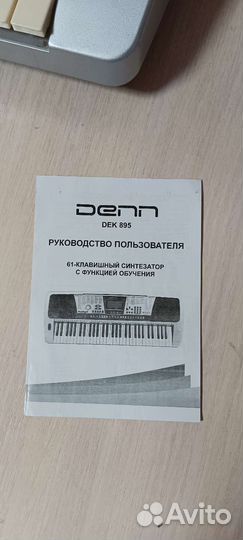 DENN
DEK 895
РУКОВОДСТВО ПОЛЬЗОВАТЕЛЯ
61-КЛАВИШНЫЙ СИНТЕЗАТОР
С ФУНКЦИЕЙ ОБУЧЕНИЯ
Avito